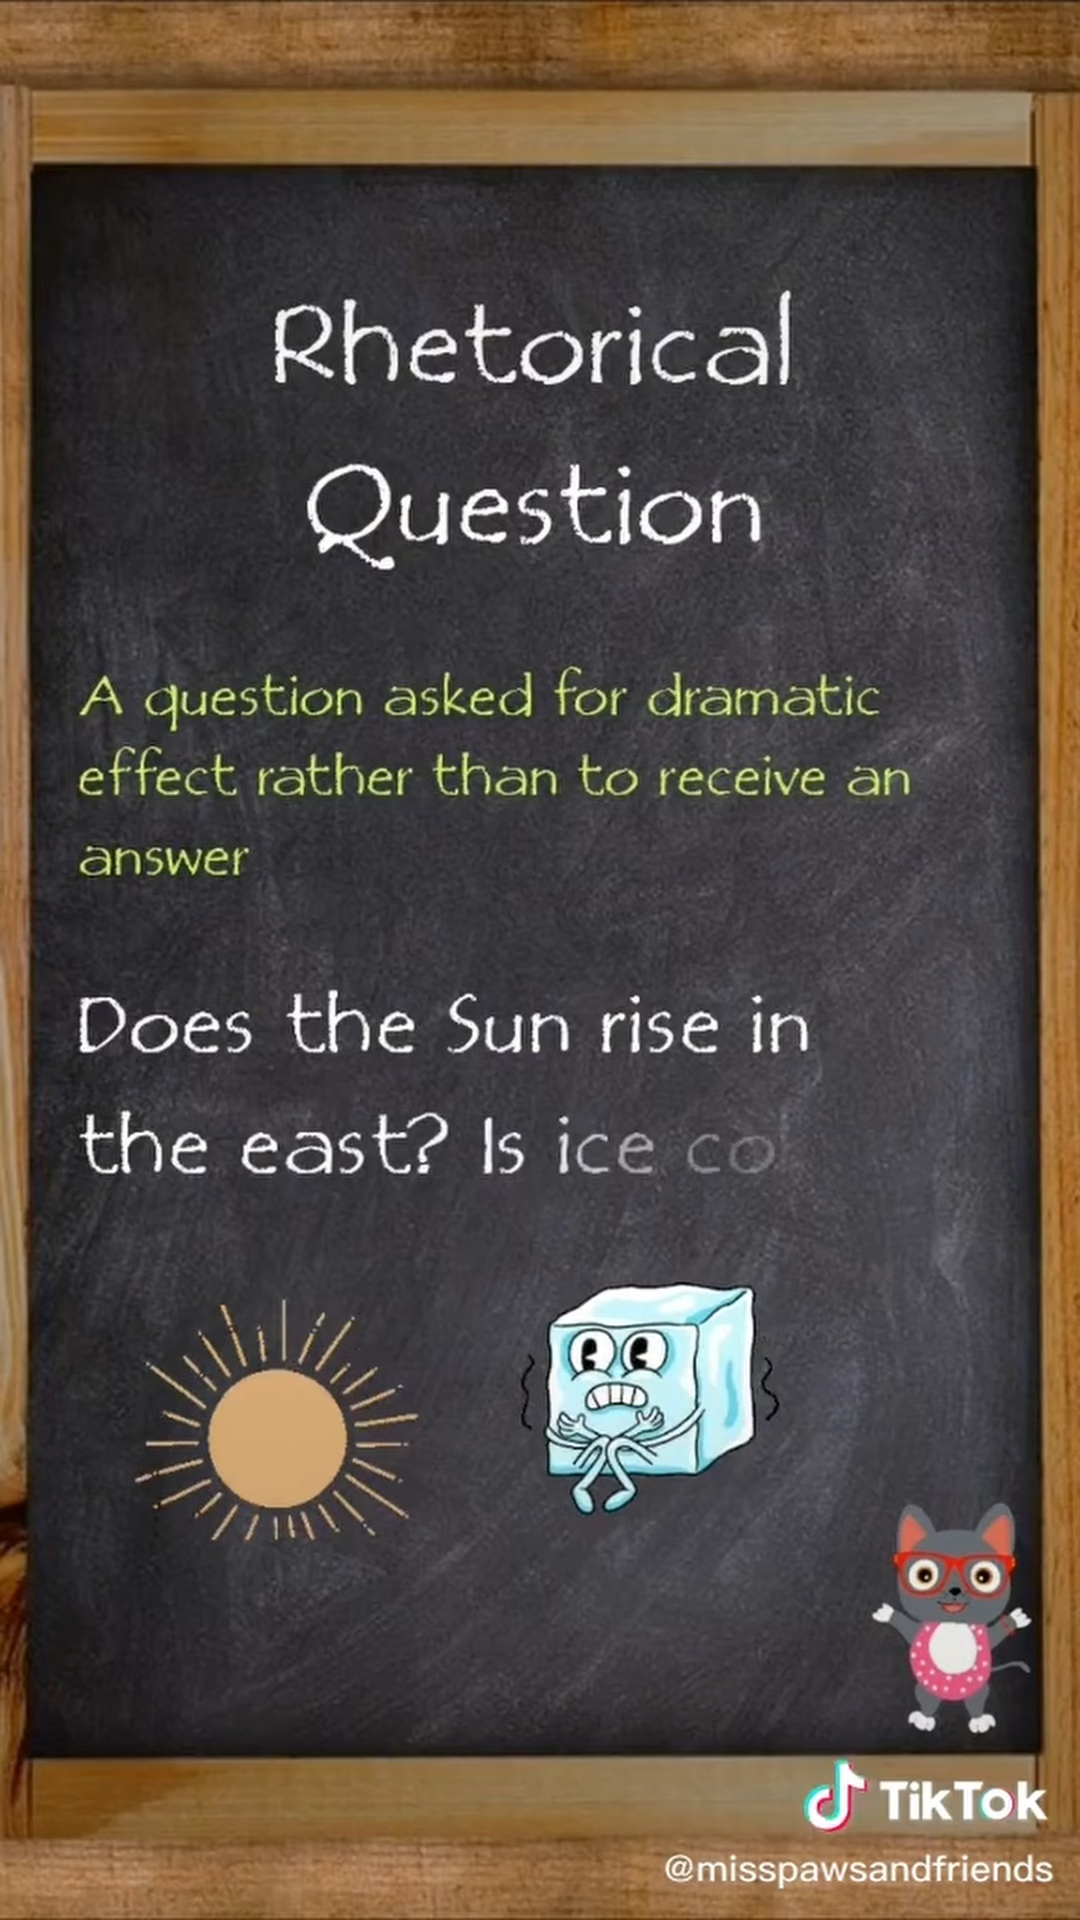 Rhetorical
Question
A question asked for dramatic
effect rather than to receive an
answer
Does the Sun rise in
the east? Is ice co
TikTok
@misspawsandfriends